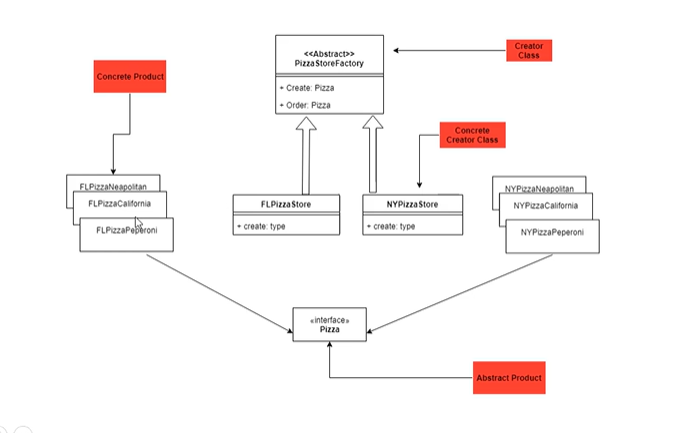 <<Abstract>>
PizzaStoreFactory
+ Create: Pizza
+ Order: Pizza
Creator
Class
Concrete Product
Concrete
Creator Class
FLPizzaNeapolitan
FLPizzaCalifornia
FLPizzaPeperoni
FLPizzaStore
+ create: type
NYPizzaStore
+ create: type
NYPizzaNeapolitan
NYPizzaCalifornia
NYPizzaPeperoni
«interface»
Pizza
Abstract Product